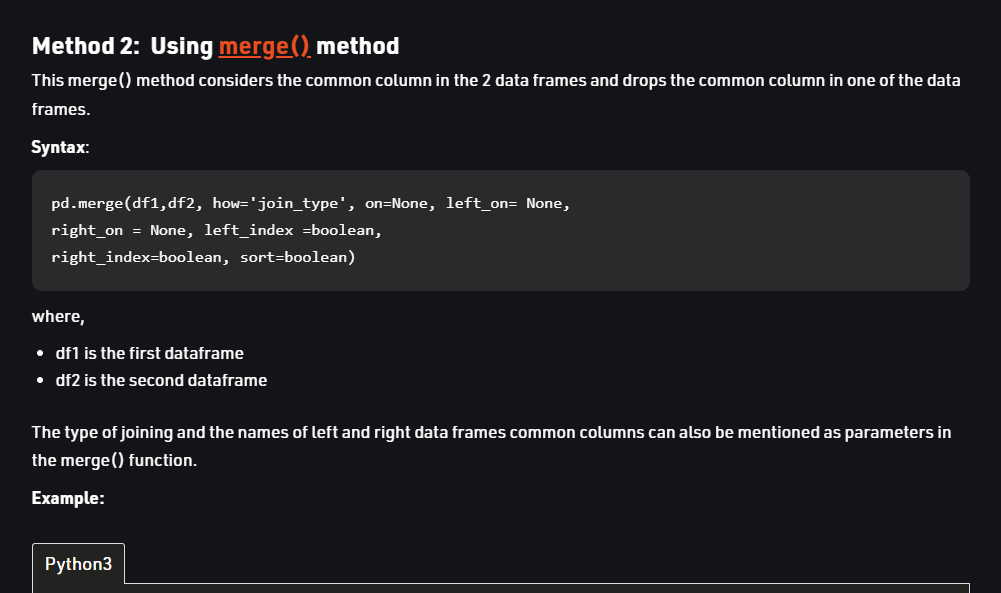 Method 2:  Using merge() method
This merge() method considers the common column in the 2 data frames and drops the common column in one of the data
frames.
Syntax:
pd.merge(df1,df2, how='join_type', on=None, left_on= None,
right_on = None, left_index =boolean,
right_index=boolean, sort=boolean)
where,
• df1 is the first dataframe
• df2 is the second dataframe
The type of joining and the names of left and right data frames common columns can also be mentioned as parameters in
the merge() function.
Example:
Python3